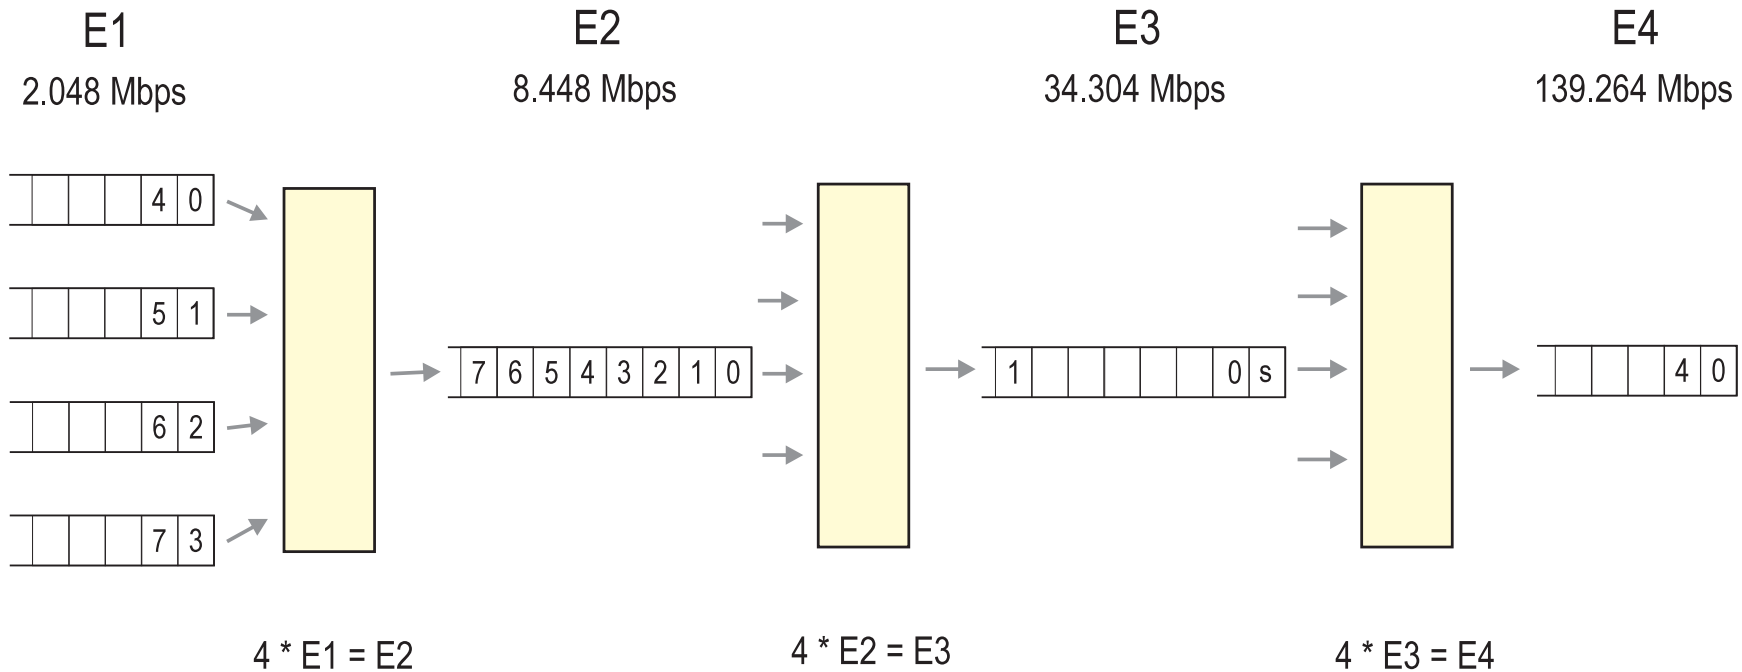 E1 E2 E3 E4
2.048 Mbps 8.448 Mbps 34.304 Mbps 139.264 Mbps
4 0
5 1
7 6 5 4 3 2 1 0 1 0 s 4 0
6 2
7 3
4 * E1 = E2 4 * E2 = E3 4 * E3 = E4